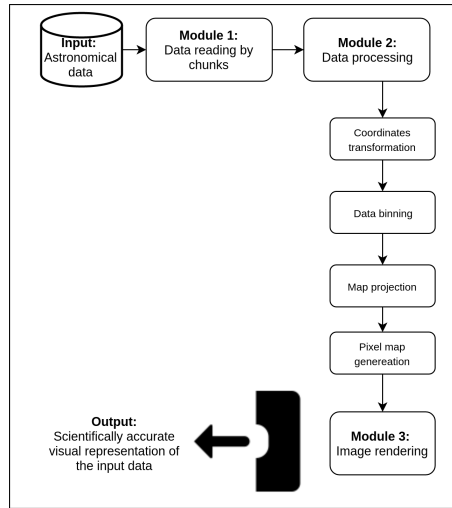 Input:
Astronomical
data
Module 1:
Data reading by
chunks
Module 2:
Data processing
Coordinates
transformation
Data binning
Map projection
Pixel map
genereation
Module 3:
Image rendering
Output:
Scientifically accurate
visual representation of
the input data